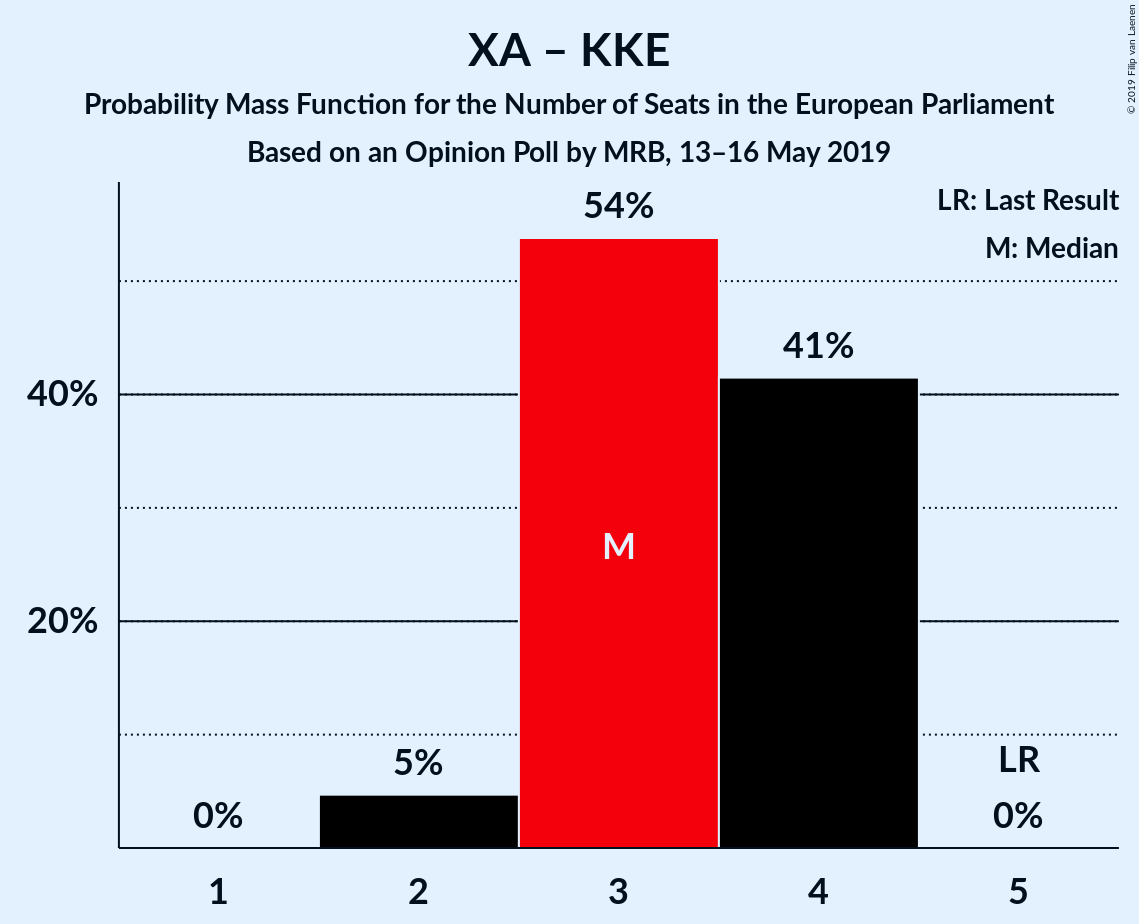 XA – KKE
Probability Mass Function for the Number of Seats in the European Parliament
Based on an Opinion Poll by MRB, 13–16 May 2019
© 2019 Filip van Laenen
LR: Last Result
M: Median
54%
41%
40%
M
20%
5%
LR
0%
0%
1
2
3
4
5